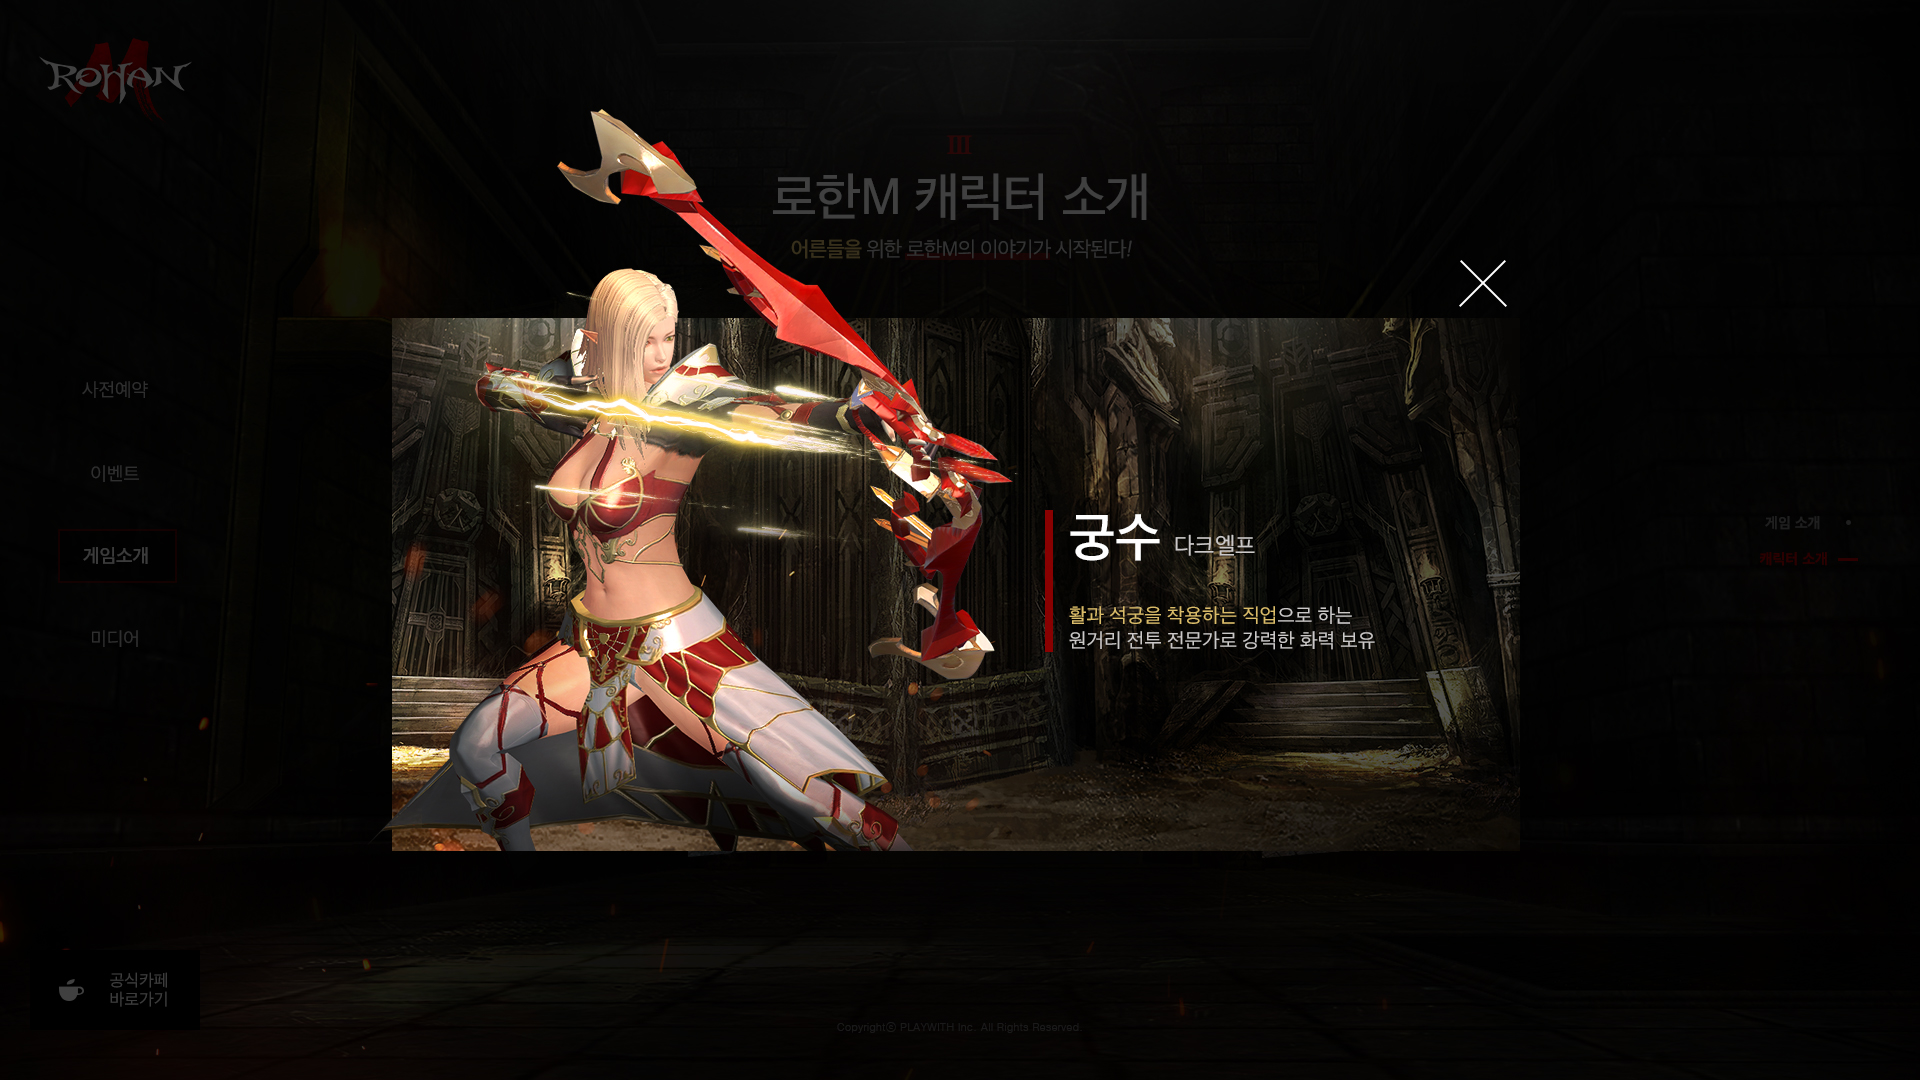 ROHAN M
III
로한M 캐릭터 소개
어른들을 위한 로한M의 이야기가 시작된다!
사전예약
이벤트
게임소개
미디어
궁수 다크엘프
활과 석궁을 착용하는 직업으로 하는
원거리 전투 전문가로 강력한 화력 보유
게임 소개
캐릭터 소개
공식카페
바로가기
Copyrightⓒ PLAYWITH Inc. All Rights Reserved.